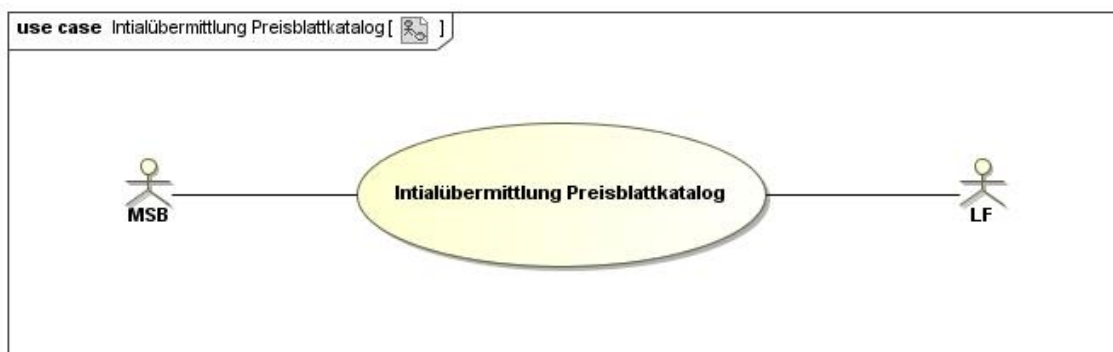 use case Intialübermittlung Preisblattkatalog[ ]
Intialübermittlung Preisblattkatalog
MSB
LF